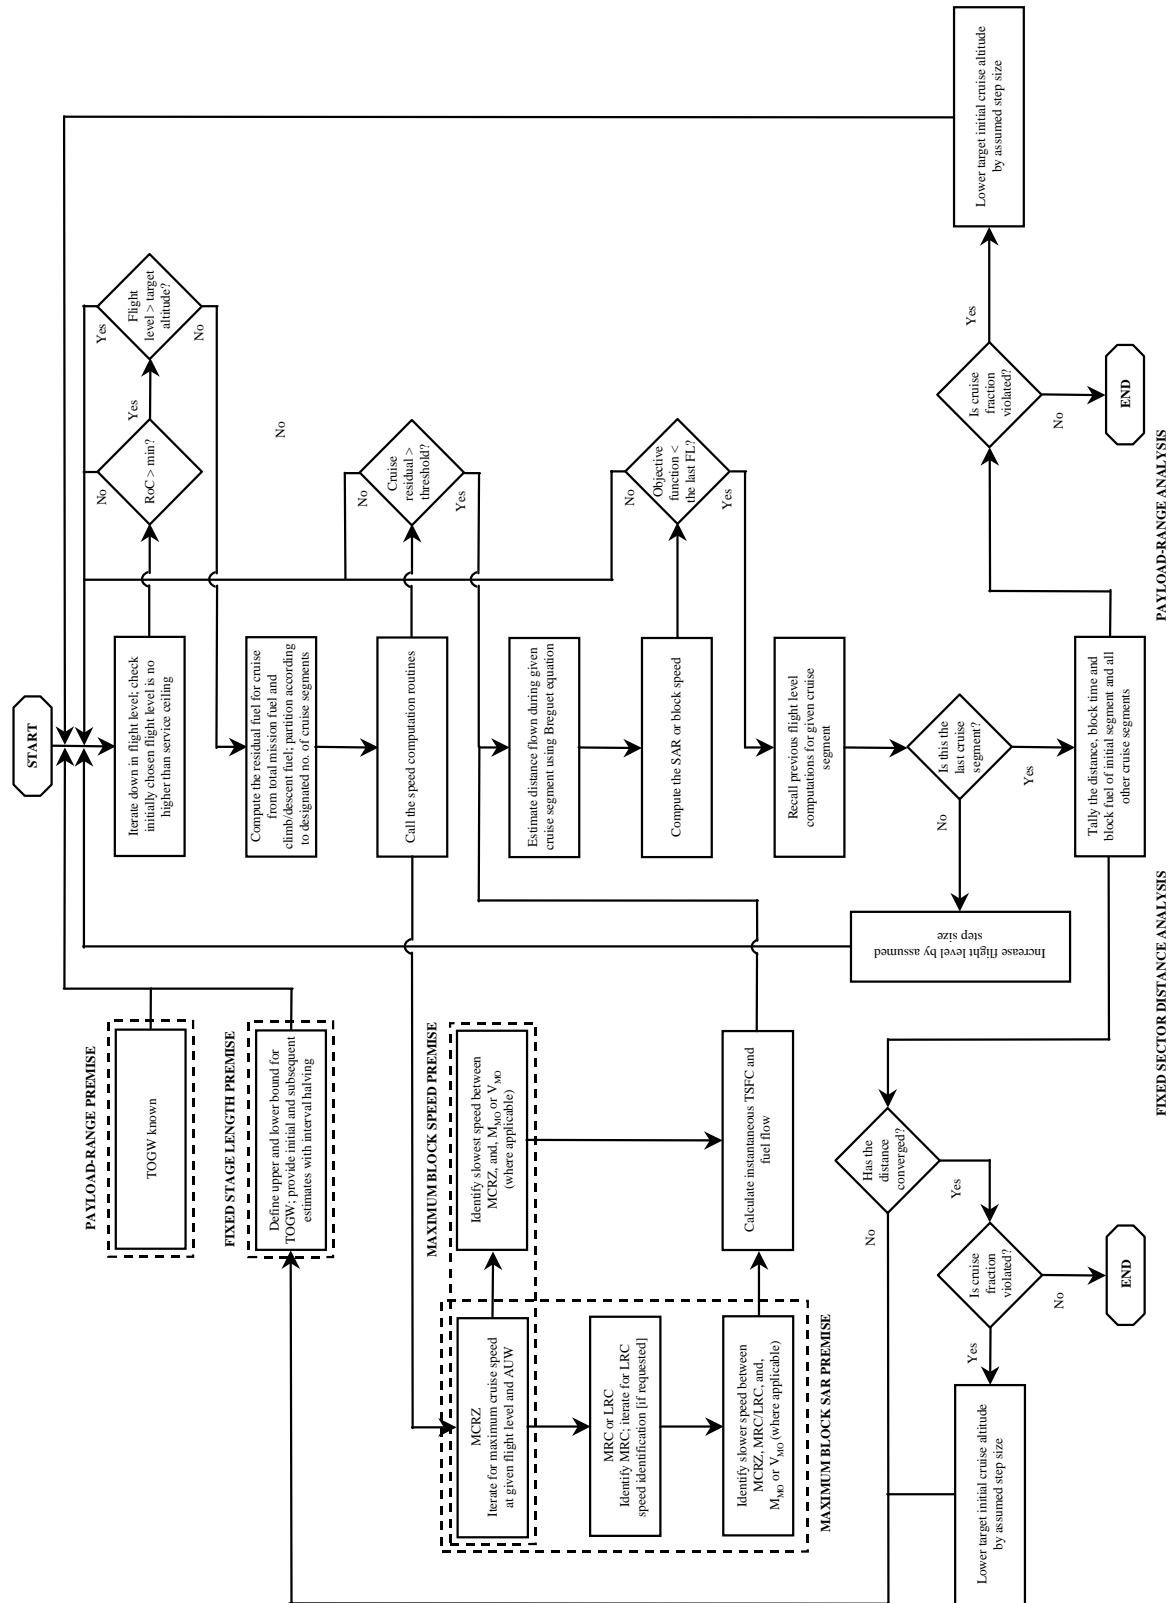 START
PAYLOAD-RANGE PREMISE
TOGW known
FIXED STAGE LENGTH PREMISE
Define upper and lower bound for
TOGW; provide initial and subsequent
estimates with interval halving
Iterate down in flight level; check
initially chosen flight level is no
higher than service ceiling
RoC > min?
No
Yes
Flight
level > target
altitude?
Yes
No
Compute the residual fuel for cruise
from total mission fuel and
climb/descent fuel; partition according
to designated no. of cruise segments
No
Call the speed computation routines
Cruise
residual >
threshold?
No
Yes
MAXIMUM BLOCK SPEED PREMISE
MCRZ
Iterate for maximum cruise speed
at given flight level and AUW
Identify slowest speed between
MCRZ, and, MMO or VMO
(where applicable)
MRC or LRC
Identify MRC; iterate for LRC
speed identification [if requested]
Identify slower speed between
MCRZ, MRC/LRC, and,
MMO or VMO (where applicable)
MAXIMUM BLOCK SAR PREMISE
Calculate instantaneous TSFC and
fuel flow
Estimate distance flown during given
cruise segment using Breguet equation
Compute the SAR or block speed
Objective
function <
the last FL?
No
Yes
Recall previous flight level
computations for given cruise
segment
Is this the
last cruise
segment?
No
Yes
Increase flight level by assumed
step size
Tally the distance, block time and
block fuel of initial segment and all
other cruise segments
Has the
distance
converged?
No
Yes
Is cruise
fraction
violated?
Yes
No
Lower target initial cruise altitude
by assumed step size
END
FIXED SECTOR DISTANCE ANALYSIS
Is cruise
fraction
violated?
Yes
No
Lower target initial cruise altitude
by assumed step size
END
PAYLOAD-RANGE ANALYSIS